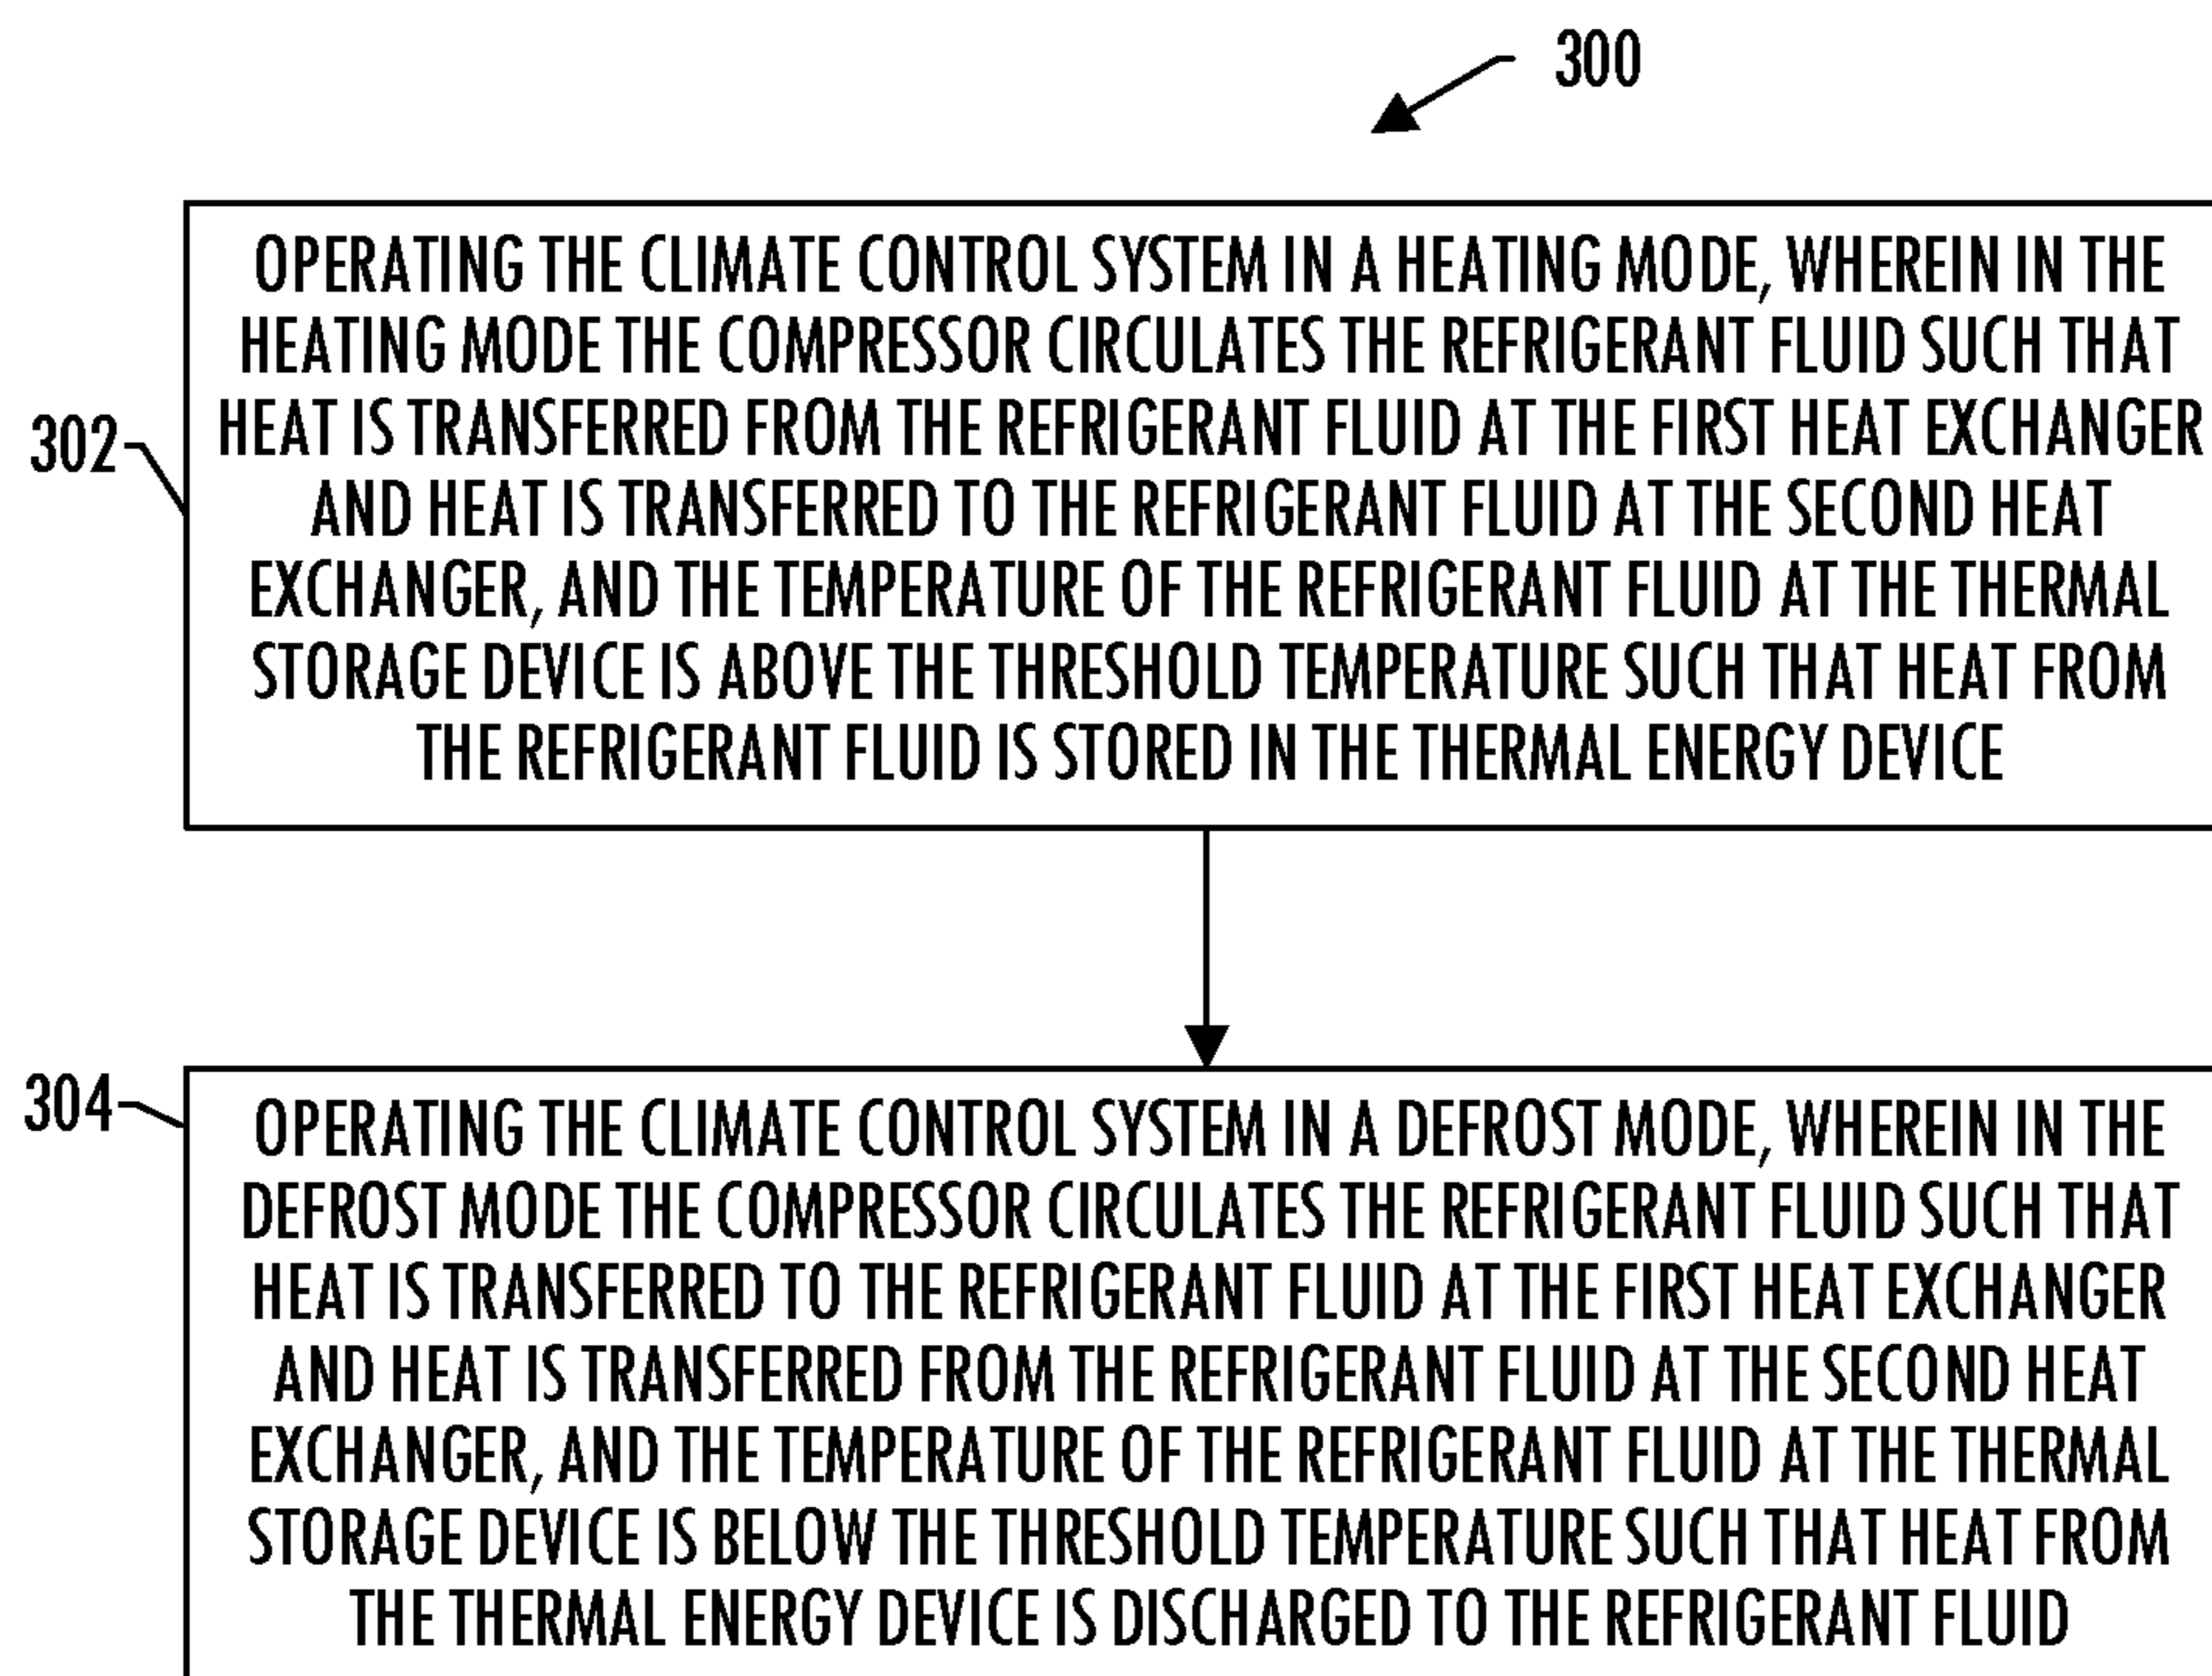 300
302
OPERATING THE CLIMATE CONTROL SYSTEM IN A HEATING MODE, WHEREIN IN THE
HEATING MODE THE COMPRESSOR CIRCULATES THE REFRIGERANT FLUID SUCH THAT
HEAT IS TRANSFERRED FROM THE REFRIGERANT FLUID AT THE FIRST HEAT EXCHANGER
AND HEAT IS TRANSFERRED TO THE REFRIGERANT FLUID AT THE SECOND HEAT
EXCHANGER, AND THE TEMPERATURE OF THE REFRIGERANT FLUID AT THE THERMAL
STORAGE DEVICE IS ABOVE THE THRESHOLD TEMPERATURE SUCH THAT HEAT FROM
THE REFRIGERANT FLUID IS STORED IN THE THERMAL ENERGY DEVICE
304
OPERATING THE CLIMATE CONTROL SYSTEM IN A DEFROST MODE, WHEREIN IN THE
DEFROST MODE THE COMPRESSOR CIRCULATES THE REFRIGERANT FLUID SUCH THAT
HEAT IS TRANSFERRED TO THE REFRIGERANT FLUID AT THE FIRST HEAT EXCHANGER
AND HEAT IS TRANSFERRED FROM THE REFRIGERANT FLUID AT THE SECOND HEAT
EXCHANGER, AND THE TEMPERATURE OF THE REFRIGERANT FLUID AT THE THERMAL
STORAGE DEVICE IS BELOW THE THRESHOLD TEMPERATURE SUCH THAT HEAT FROM
THE THERMAL ENERGY DEVICE IS DISCHARGED TO THE REFRIGERANT FLUID